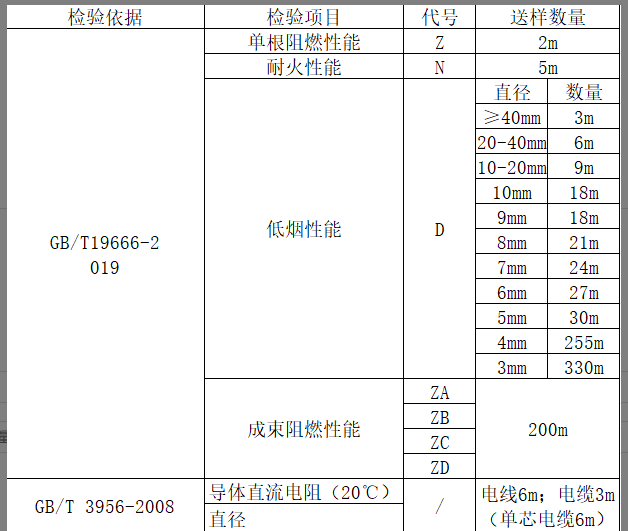 检验依据 检验项目 代号 送样数量
单根阻燃性能 Z 2m
耐火性能 N 5m
直径 数量
≥40mm 3m
20-40mm 6m
10-20mm 9m
10mm 18m
9mm 18m
GB/T19666-2
019
低烟性能 D
8mm 21m
7mm 24m
6mm 27m
5mm 30m
4mm 255m
3mm 330m
成束阻燃性能
ZA
ZB
ZC
ZD
200m
GB/T 3956-2008
导体直流电阻（20℃）
直径
/
电线6m；电缆3m
（单芯电缆6m）